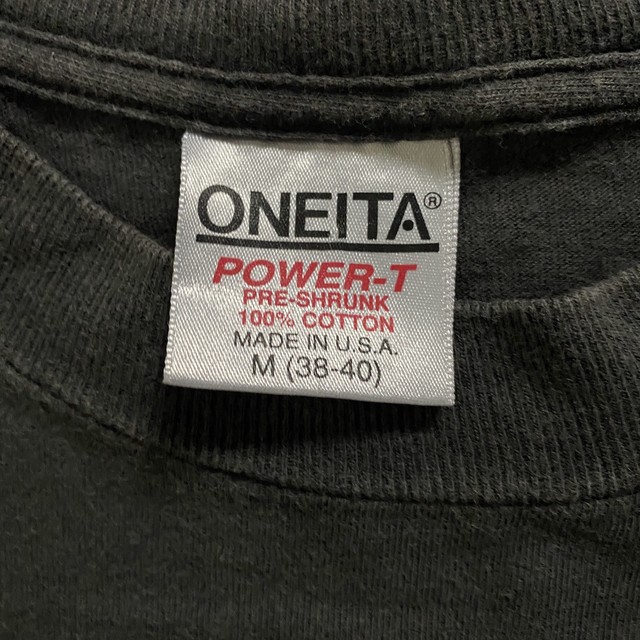 ONEITA®
POWER-T
PRE-SHRUNK
100% COTTON
MADE IN U.S.A.
M (38-40)